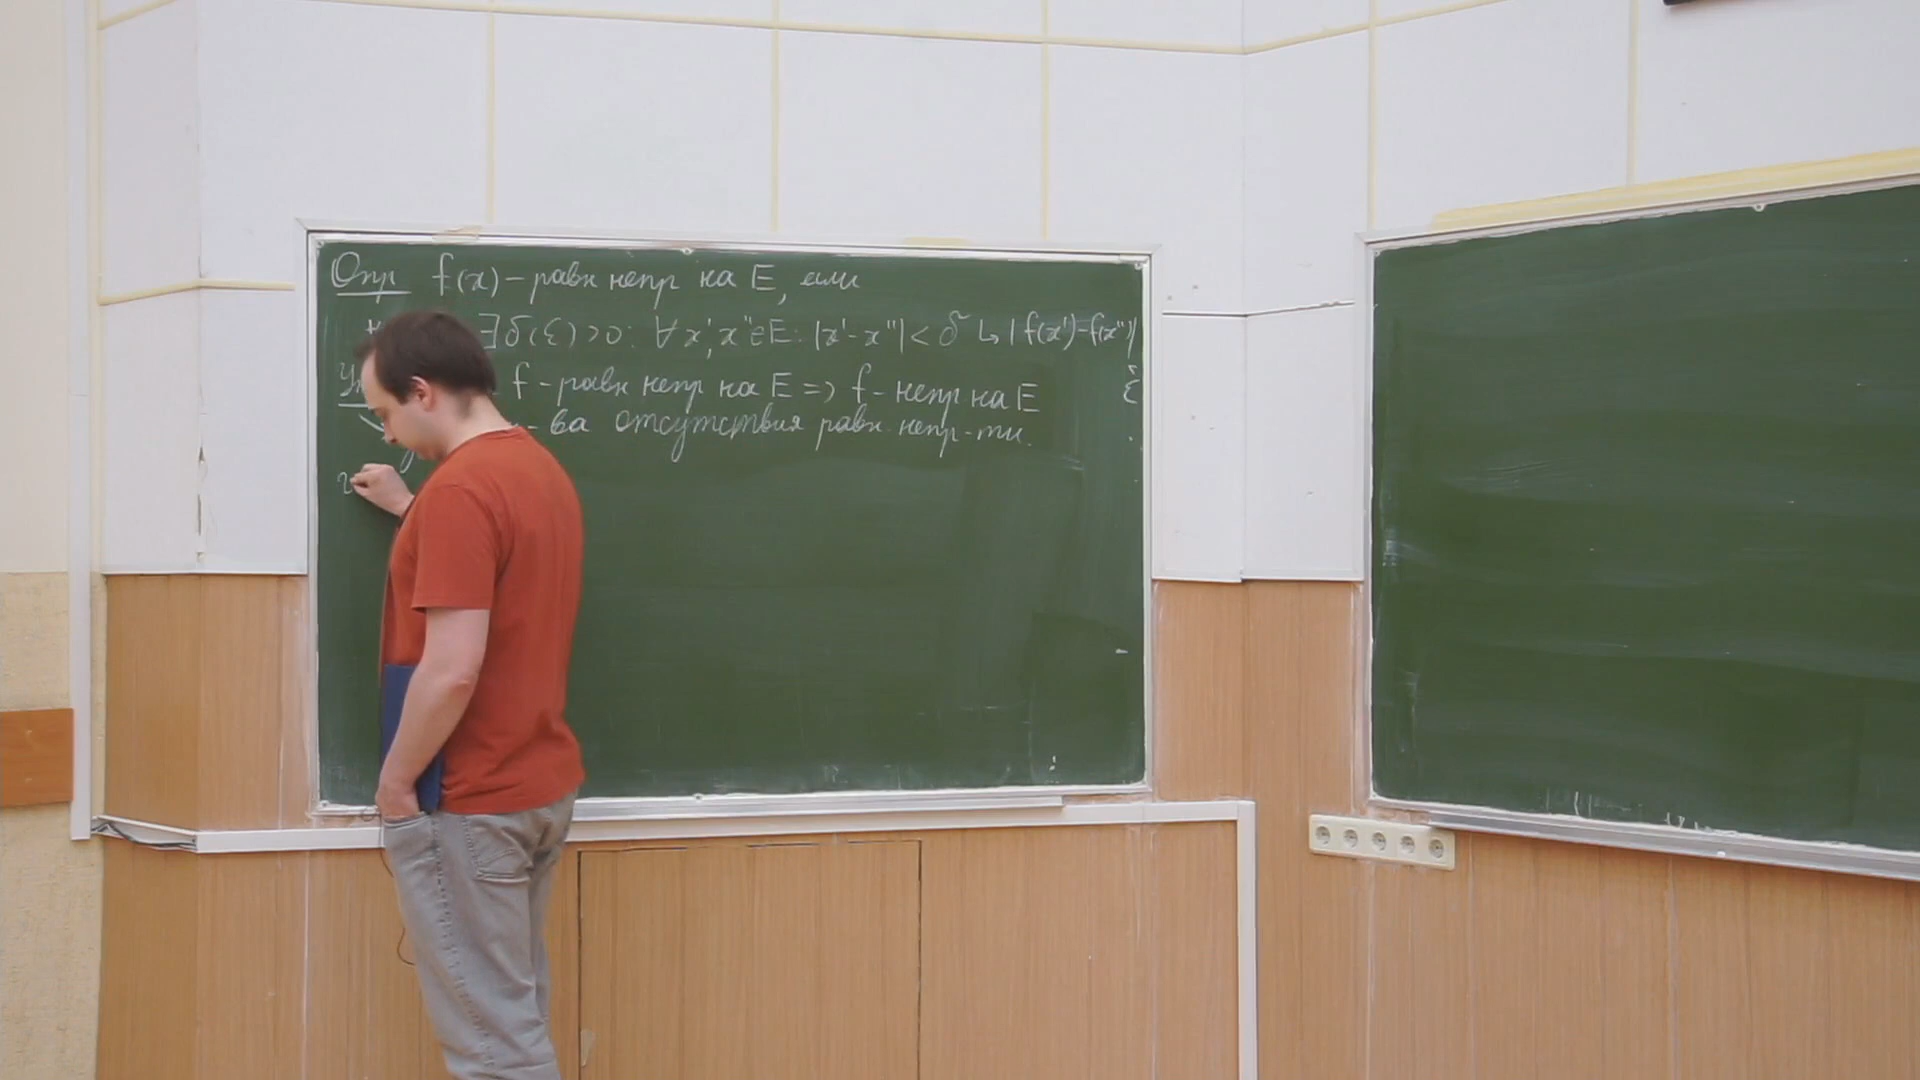 Опр f(x) – равн непр на E, если
∃ δ(ε) > 0: ∀ x', x'' ∈ E: |x' - x''| < δ ↳ |f(x') - f(x'')|
f - равн непр на E => f - непр на E
< ε
- ва отсутствия равн. непр-ти.